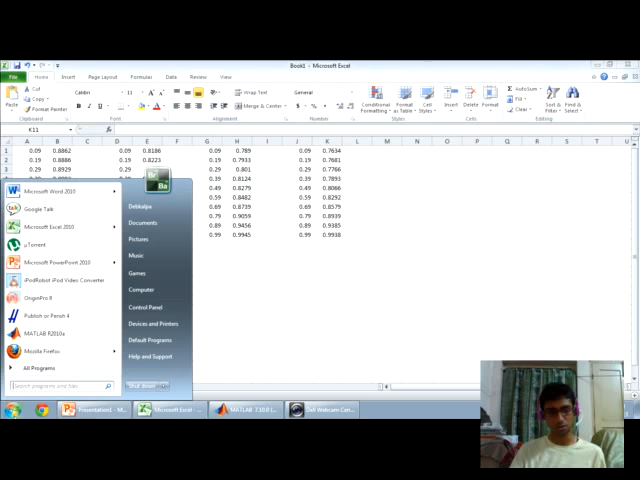 Book1 - Microsoft Excel
File Home Insert Page Layout Formulas Data Review View
Cut
Copy
Format Painter
Paste
Calibri 11
B I U
Wrap Text
Merge & Center
General
Conditional Formatting
Format as Table
Cell Styles
Insert Delete Format
AutoSum
Fill
Clear
Sort & Filter
Find & Select
Clipboard Font Alignment Number Styles Cells Editing
K11
A B C D E F G H I J K L M N O P Q R S T U
1 0.09 0.8862 0.09 0.8186 0.09 0.789 0.09 0.7634
2 0.19 0.8886 0.19 0.8223 0.19 0.7933 0.19 0.7681
3 0.29 0.8929 0.29 0.29 0.801 0.29 0.7766
0.39 0.8124 0.39 0.7893
0.49 0.8279 0.49 0.8066
0.59 0.8482 0.59 0.8292
0.69 0.8739 0.69 0.8579
0.79 0.9059 0.79 0.8939
0.89 0.9456 0.89 0.9385
0.99 0.9945 0.99 0.9938
Microsoft Word 2010
Google Talk
Microsoft Excel 2010
µTorrent
Microsoft PowerPoint 2010
iPodRobot iPod Video Converter
OriginPro 8
Publish or Perish 4
MATLAB R2010a
Mozilla Firefox
All Programs
Search programs and files
Br
Ba
Debkalpa
Documents
Pictures
Music
Games
Computer
Control Panel
Devices and Printers
Default Programs
Help and Support
Shut down
Presentation1 - M...
Microsoft Excel - ...
MATLAB 7.10.0 (...
Dell Webcam Cen...